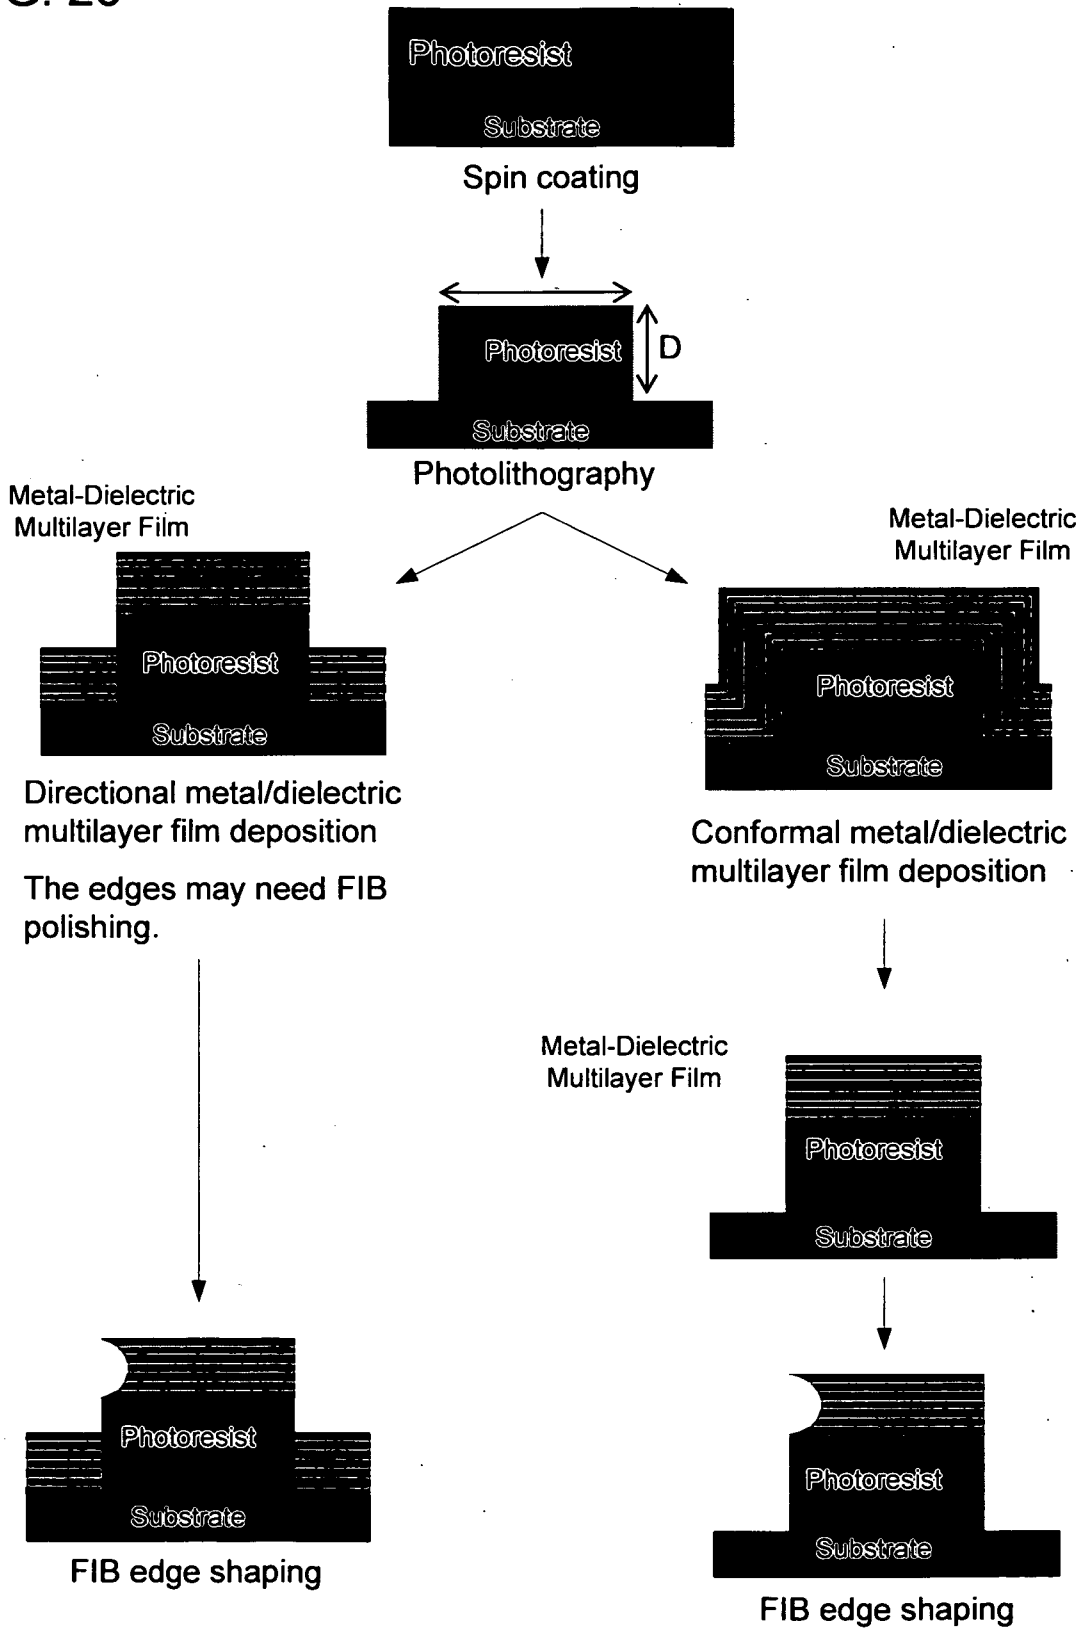 Photoresist
Substrate
Spin coating
Photoresist
D
Substrate
Photolithography
Metal-Dielectric
Multilayer Film
Photoresist
Substrate
Directional metal/dielectric
multilayer film deposition
The edges may need FIB
polishing.
Metal-Dielectric
Multilayer Film
Photoresist
Substrate
Conformal metal/dielectric
multilayer film deposition
Metal-Dielectric
Multilayer Film
Photoresist
Substrate
Photoresist
Substrate
FIB edge shaping
Photoresist
Substrate
FIB edge shaping